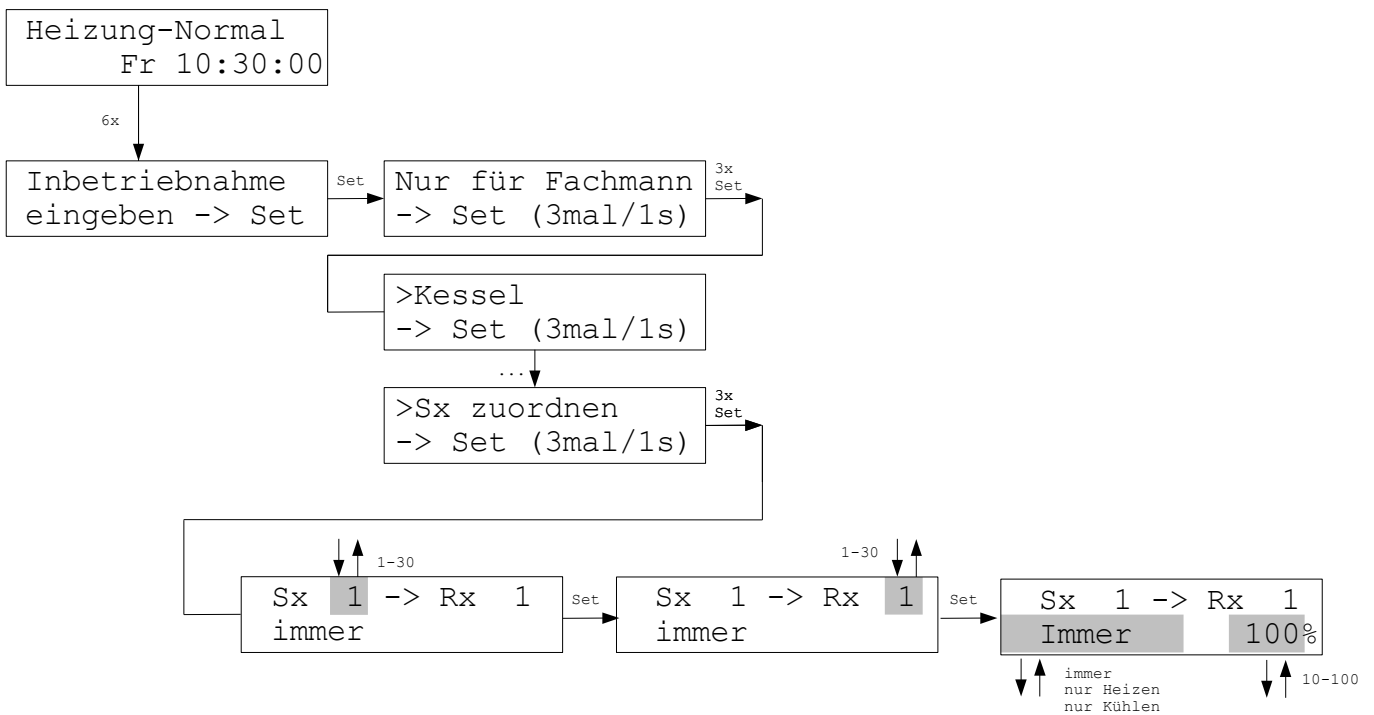 Heizung-Normal
Fr 10:30:00
6x
Inbetriebnahme
eingeben -> Set
Set
Nur für Fachmann
-> Set (3mal/1s)
3x
Set
>Kessel
-> Set (3mal/1s)
...
>Sx zuordnen
-> Set (3mal/1s)
3x
Set
1-30
Sx 1 -> Rx 1
immer
Set
1-30
Sx 1 -> Rx 1
immer
Set
Sx 1 -> Rx 1
Immer 100%
immer
nur Heizen
nur Kühlen
10-100